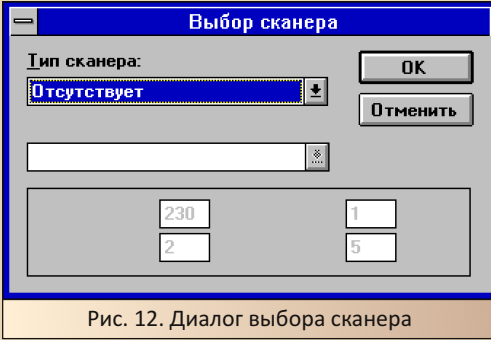 Выбор сканера
Тип сканера:
Отсутствует
OK
Отменить
230
1
2
5
Рис. 12. Диалог выбора сканера